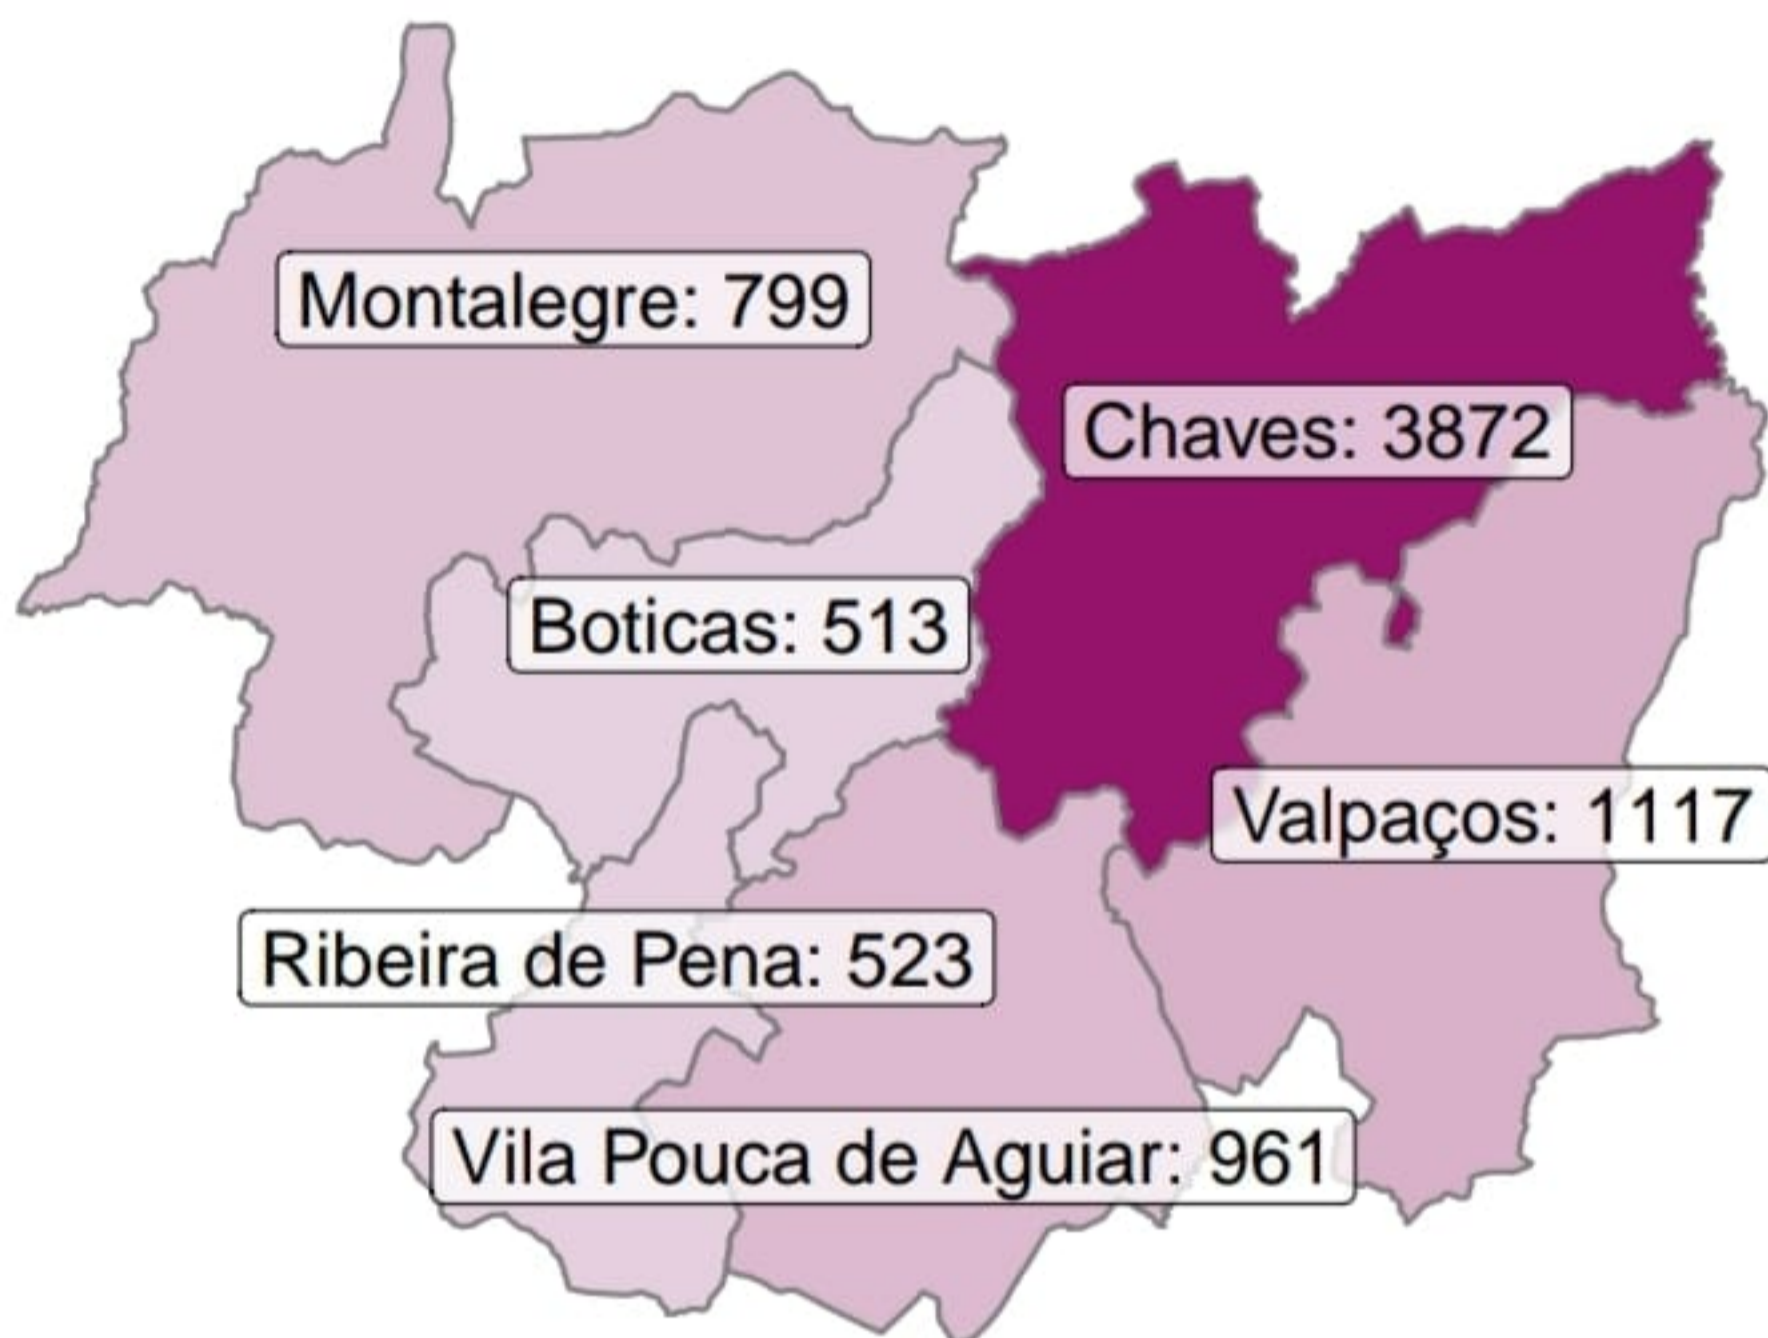 Montalegre: 799
Chaves: 3872
Boticas: 513
Valpaços: 1117
Ribeira de Pena: 523
Vila Pouca de Aguiar: 961